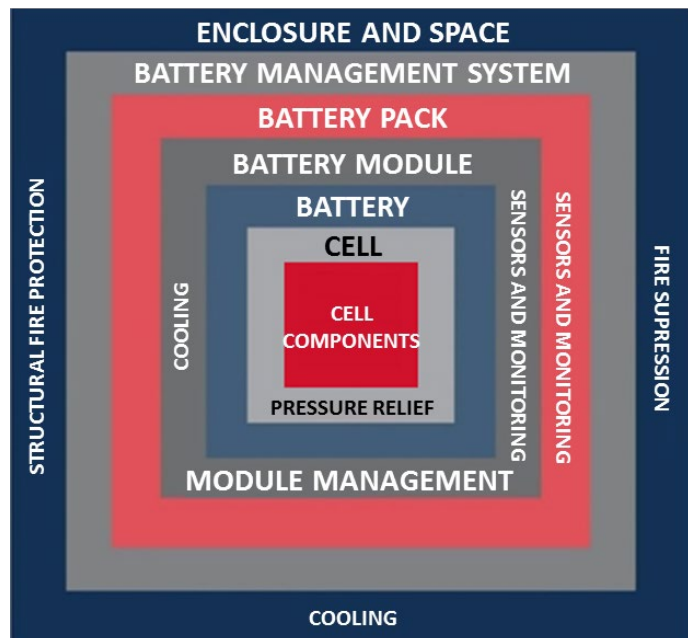 ENCLOSURE AND SPACE
BATTERY MANAGEMENT SYSTEM
BATTERY PACK
BATTERY MODULE
BATTERY
CELL
CELL
COMPONENTS
PRESSURE RELIEF
MODULE MANAGEMENT
STRUCTURAL FIRE PROTECTION
COOLING
SENSORS AND MONITORING
SENSORS AND MONITORING
FIRE SUPRESSION
COOLING